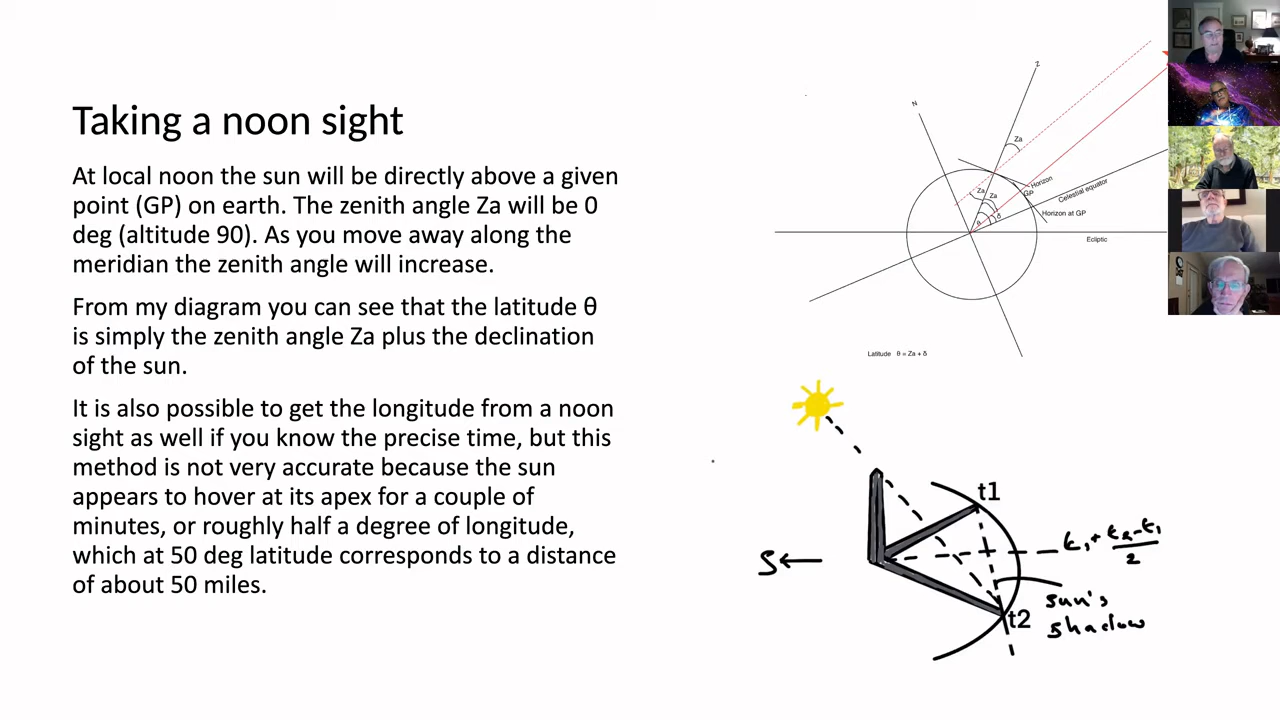 Taking a noon sight
At local noon the sun will be directly above a given
point (GP) on earth. The zenith angle Za will be 0
deg (altitude 90). As you move away along the
meridian the zenith angle will increase.
From my diagram you can see that the latitude θ
is simply the zenith angle Za plus the declination
of the sun.
It is also possible to get the longitude from a noon
sight as well if you know the precise time, but this
method is not very accurate because the sun
appears to hover at its apex for a couple of
minutes, or roughly half a degree of longitude,
which at 50 deg latitude corresponds to a distance
of about 50 miles.
Z
N
Za
Horizon
Za
Za
GP
Celestial equator
θ
δ
Horizon at GP
Ecliptic
Latitude θ = Za + δ
t1
t₁ + t₂ - t₁
2
S
sun's
shadow
t2